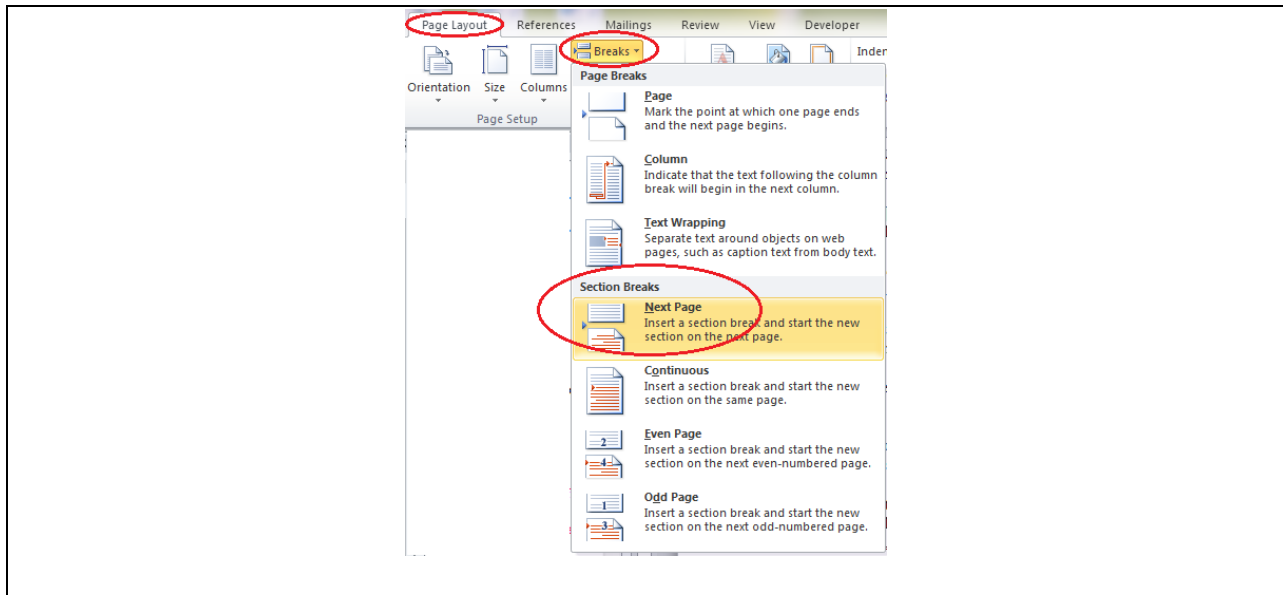 Page Layout References Mailings Review View Developer
Breaks
Orientation Size Columns
Page Setup
Page Breaks
Page
Mark the point at which one page ends
and the next page begins.
Column
Indicate that the text following the column
break will begin in the next column.
Text Wrapping
Separate text around objects on web
pages, such as caption text from body text.
Section Breaks
Next Page
Insert a section break and start the new
section on the next page.
Continuous
Insert a section break and start the new
section on the same page.
2
4
Even Page
Insert a section break and start the new
section on the next even-numbered page.
1
3
Odd Page
Insert a section break and start the new
section on the next odd-numbered page.